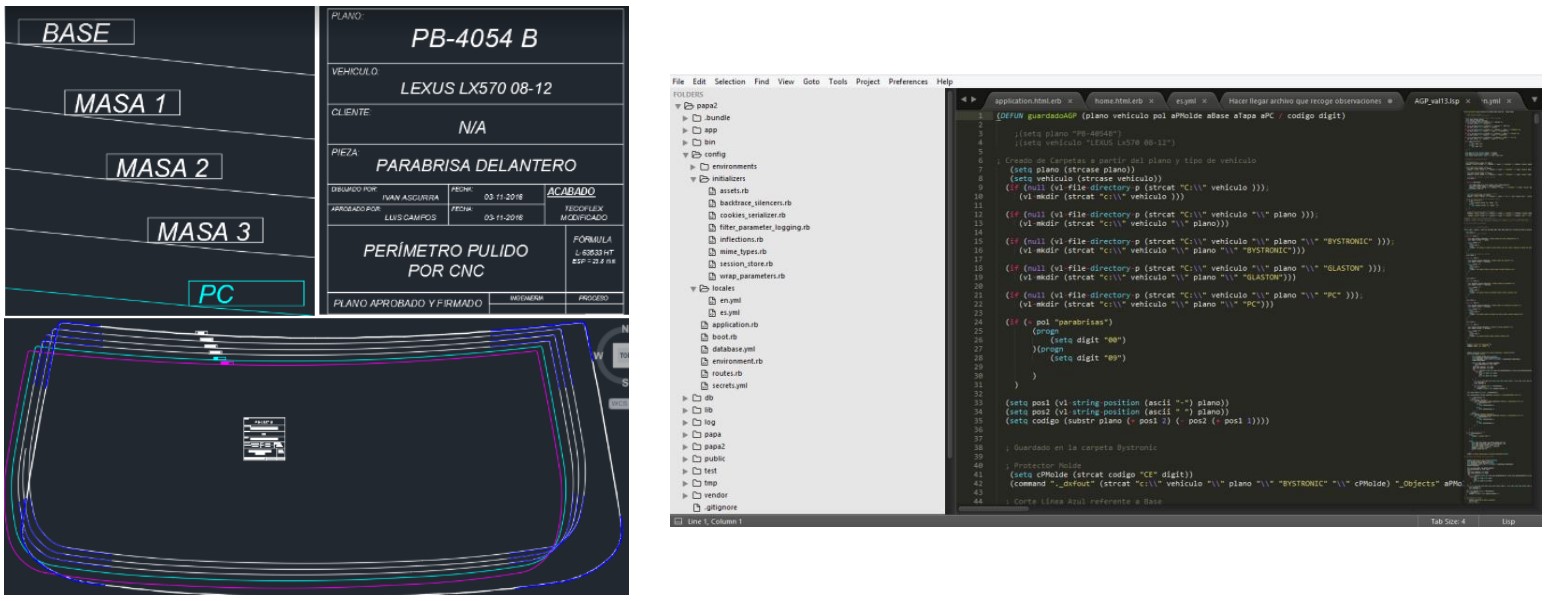 BASE
MASA 1
MASA 2
MASA 3
PC
PLANO:
PB-4054 B
VEHICULO:
LEXUS LX570 08-12
CLIENTE:
N/A
PIEZA:
PARABRISA DELANTERO
DIBUJADO POR:
IVAN ASCURRA
FECHA:
03-11-2016
ACABADO
APROBADO POR:
LUIS CAMPOS
FECHA:
03-11-2016
TECOFLEX
MODIFICADO
PERÍMETRO PULIDO
POR CNC
FÓRMULA
PLANO APROBADO Y FIRMADO
INGENIERIA
PROCESO
N
W
S
File Edit Selection Find View Goto Tools Project Preferences Help
FOLDERS
papa2
.bundle
app
bin
config
environments
initializers
assets.rb
backtrace_silencers.rb
cookies_serializer.rb
filter_parameter_logging.rb
inflections.rb
mime_types.rb
session_store.rb
wrap_parameters.rb
locales
en.yml
es.yml
application.rb
boot.rb
database.yml
environment.rb
routes.rb
secrets.yml
db
lib
log
papa
papa2
public
test
tmp
vendor
.gitignore
application.html.erb × home.html.erb × es.yml × Hacer llegar archivo que recoge observaciones AGP_val13.lsp ×
1 (DEFUN guardadoAGP (plano vehiculo pol aPMolde aBase aTapa aPC / codigo digit)
2
3 ;(setq plano "PB-4054B")
4 ;(setq vehiculo "LEXUS Lx570 08-12")
5
6 ; Creado de Carpetas a partir del plano y tipo de vehiculo
7 (setq plano (strcase plano))
8 (setq vehiculo (strcase vehiculo))
9 (if (null (vl-file-directory-p (strcat "C:\\" vehiculo )));
10 (vl-mkdir (strcat "c:\\" vehiculo )))
11
12 (if (null (vl-file-directory-p (strcat "C:\\" vehiculo "\\" plano )));
13 (vl-mkdir (strcat "c:\\" vehiculo "\\" plano)))
14
15 (if (null (vl-file-directory-p (strcat "C:\\" vehiculo "\\" plano "\\" "BYSTRONIC" )));
16 (vl-mkdir (strcat "c:\\" vehiculo "\\" plano "\\" "BYSTRONIC")))
17
18 (if (null (vl-file-directory-p (strcat "C:\\" vehiculo "\\" plano "\\" "GLASTON" )));
19 (vl-mkdir (strcat "c:\\" vehiculo "\\" plano "\\" "GLASTON")))
20
21 (if (null (vl-file-directory-p (strcat "C:\\" vehiculo "\\" plano "\\" "PC" )));
22 (vl-mkdir (strcat "c:\\" vehiculo "\\" plano "\\" "PC")))
23
24 (if (= pol "parabrisas")
25 (progn
26 (setq digit "00")
27 )(progn
28 (setq digit "09")
29
30 )
31 )
32
33 (setq pos1 (vl-string-position (ascii "-") plano))
34 (setq pos2 (vl-string-position (ascii " ") plano))
35 (setq codigo (substr plano (+ pos1 2) (- pos2 (+ pos1 1))))
36
37
38 ; Guardado en la carpeta Bystronic
39
40 ; Protector Molde
41 (setq cPMolde (strcat codigo "CE" digit))
42 (command "._dxfout" (strcat "c:\\" vehiculo "\\" plano "\\" "BYSTRONIC" "\\" cPMolde) "_Objects" aPMo
43
44 ; Corte Linea Azul referente a Base
Line 1, Column 1
Tab Size: 4
Lisp